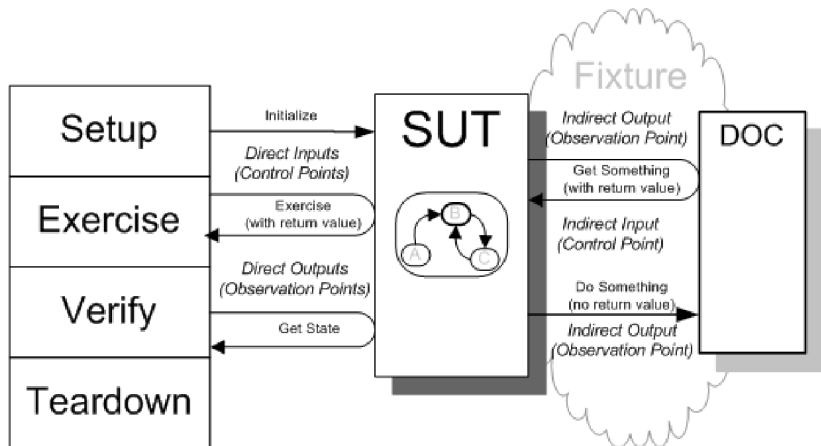 Fixture
Setup
Initialize
SUT
Indirect Output
(Observation Point)
DOC
Direct Inputs
(Control Points)
Get Something
(with return value)
Exercise
Exercise
(with return value)
B
A
C
Indirect Input
(Control Point)
Direct Outputs
(Observation Points)
Do Something
(no return value)
Verify
Get State
Indirect Output
(Observation Point)
Teardown